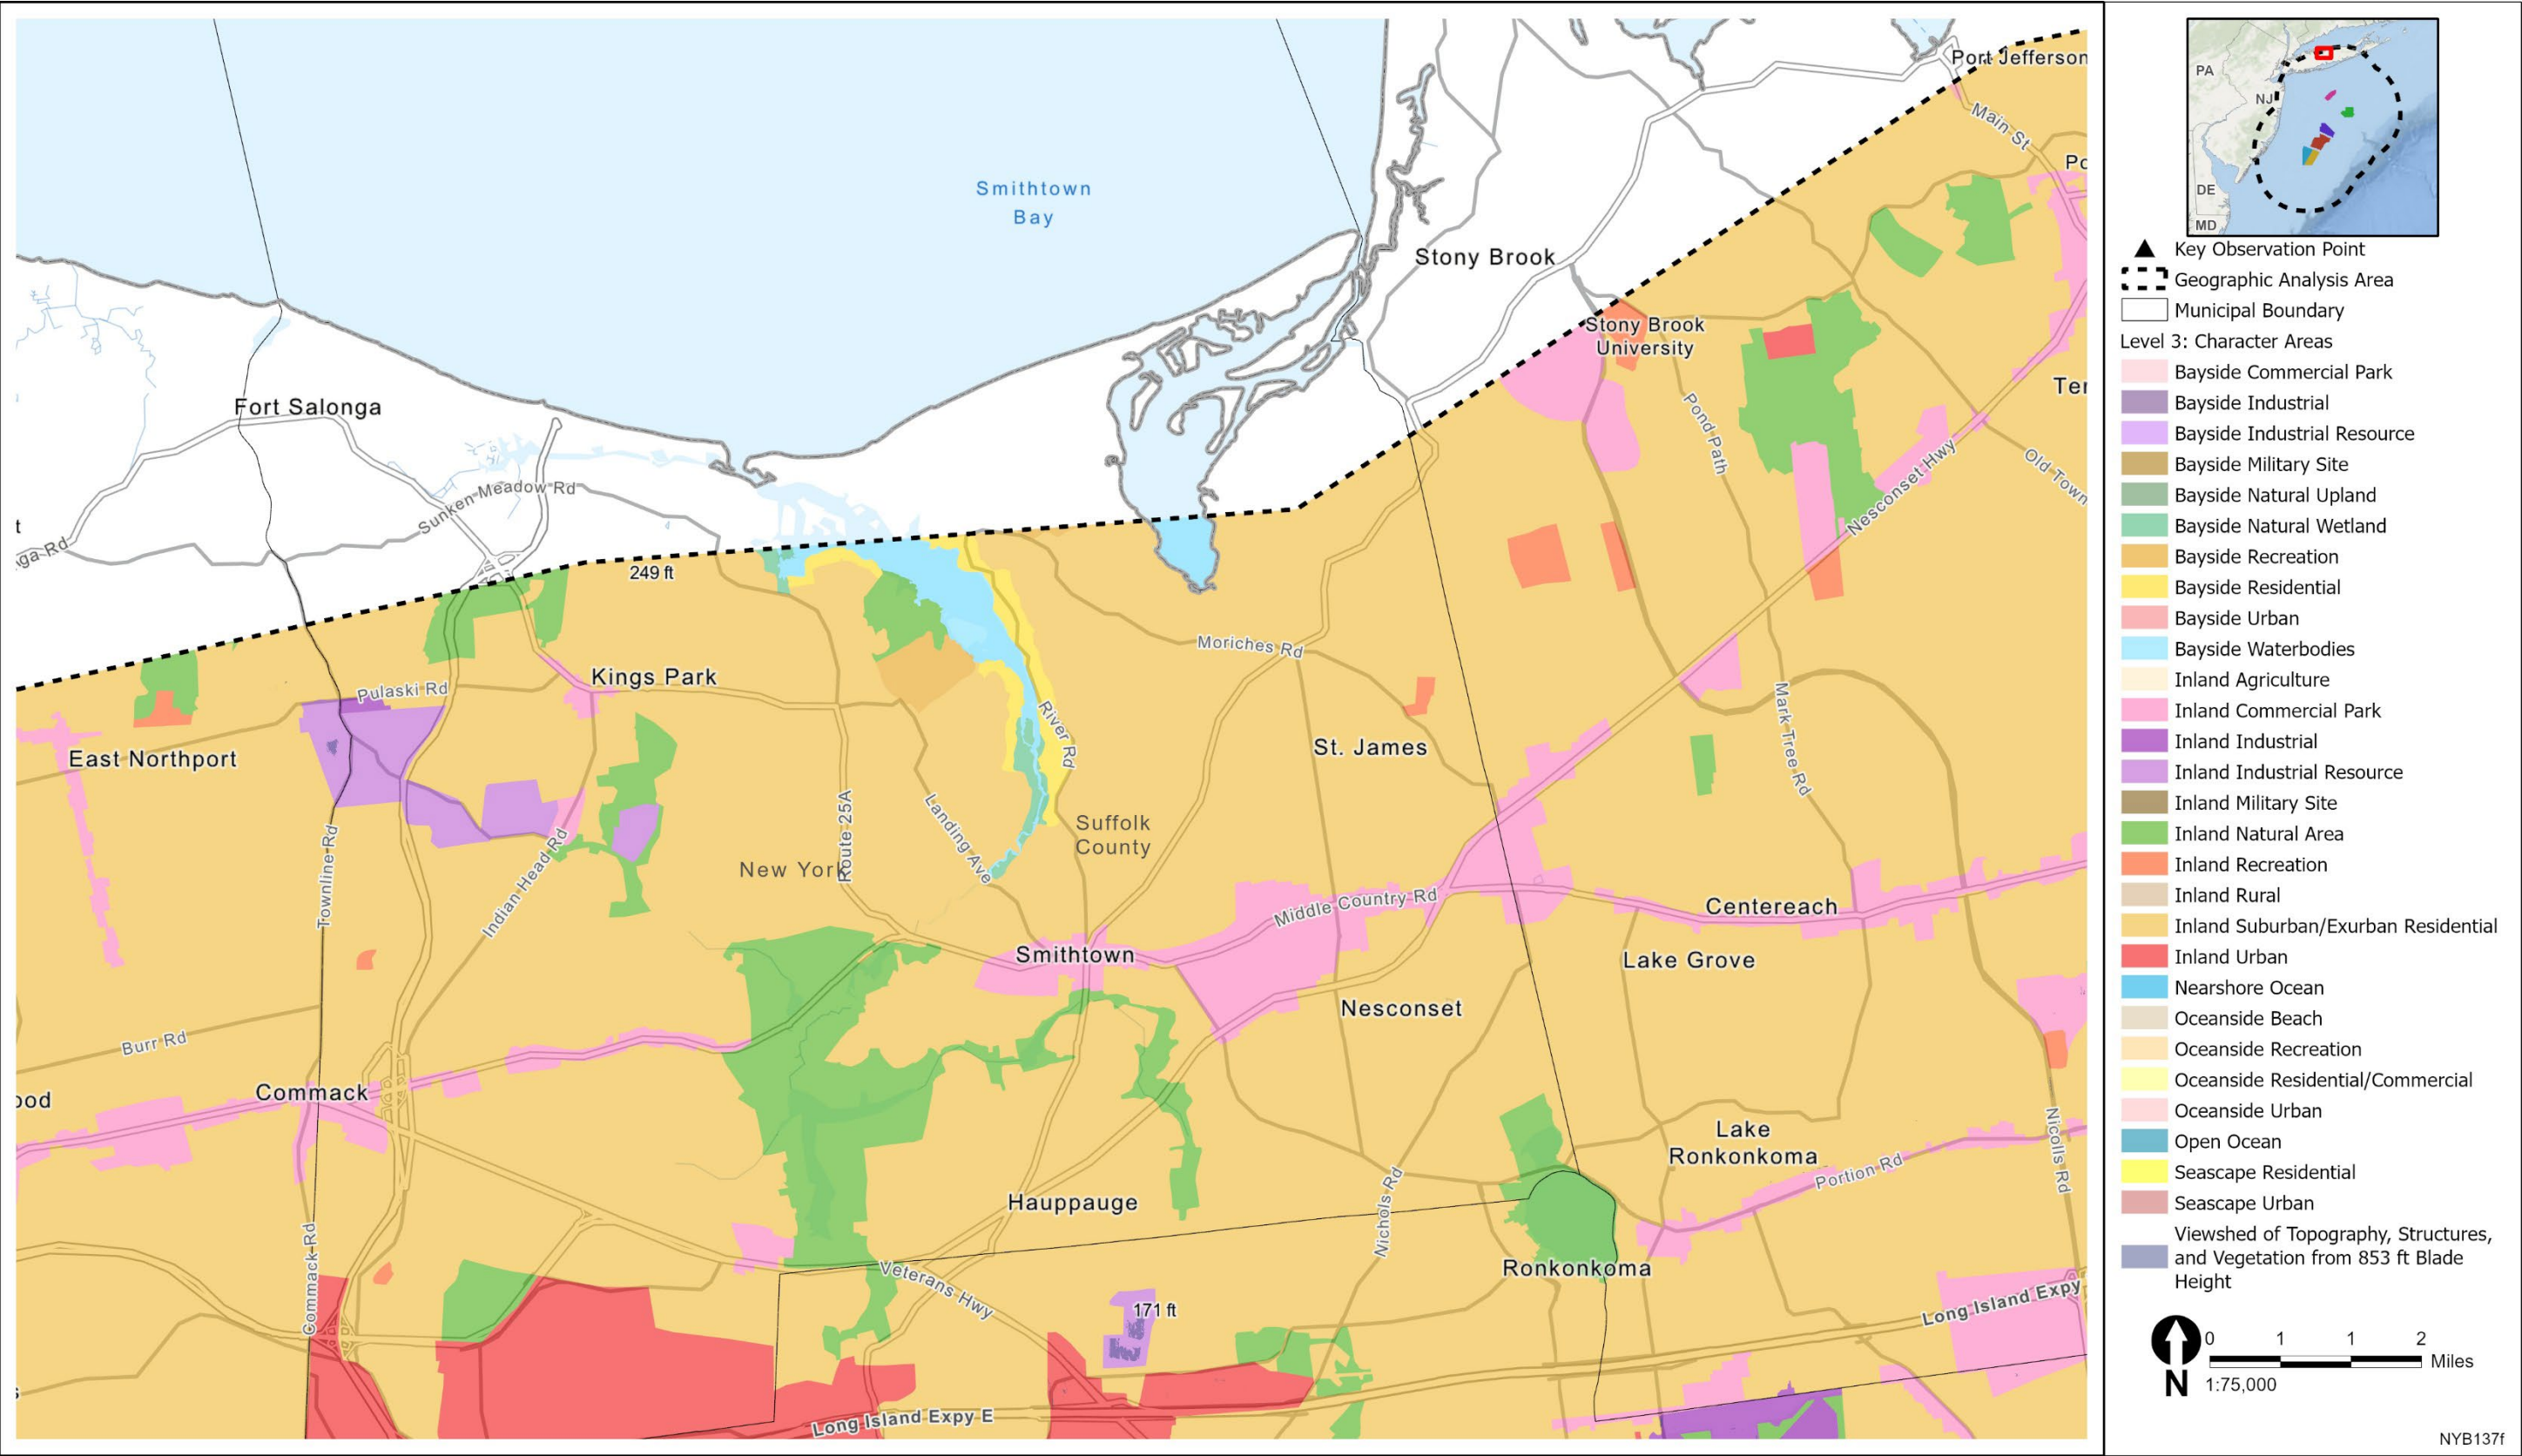 Smithtown
Bay
Port Jefferson
Main St
Po
Stony Brook
Stony Brook
University
Ter
Fort Salonga
Pond Path
Nesconset Hwy
Old Town
Sunken Meadow Rd
t
nga Rd
249 ft
Moriches Rd
Kings Park
Pulaski Rd
River Rd
Mark Tree Rd
East Northport
St. James
Landing Ave
Route 25A
Suffolk
County
Townline Rd
Indian Head Rd
New York
Middle Country Rd
Centereach
Smithtown
Lake Grove
Nesconset
Burr Rd
Commack
ood
Lake
Ronkonkoma
Nicolls Rd
Portion Rd
Hauppauge
Nichols Rd
Commack Rd
Ronkonkoma
Veterans Hwy
171 ft
Long Island Expy
s
Long Island Expy E
PA
NJ
DE
MD
Key Observation Point
Geographic Analysis Area
Municipal Boundary
Level 3: Character Areas
Bayside Commercial Park
Bayside Industrial
Bayside Industrial Resource
Bayside Military Site
Bayside Natural Upland
Bayside Natural Wetland
Bayside Recreation
Bayside Residential
Bayside Urban
Bayside Waterbodies
Inland Agriculture
Inland Commercial Park
Inland Industrial
Inland Industrial Resource
Inland Military Site
Inland Natural Area
Inland Recreation
Inland Rural
Inland Suburban/Exurban Residential
Inland Urban
Nearshore Ocean
Oceanside Beach
Oceanside Recreation
Oceanside Residential/Commercial
Oceanside Urban
Open Ocean
Seascape Residential
Seascape Urban
Viewshed of Topography, Structures,
and Vegetation from 853 ft Blade
Height
N
0 1 1 2
Miles
1:75,000
NYB137f